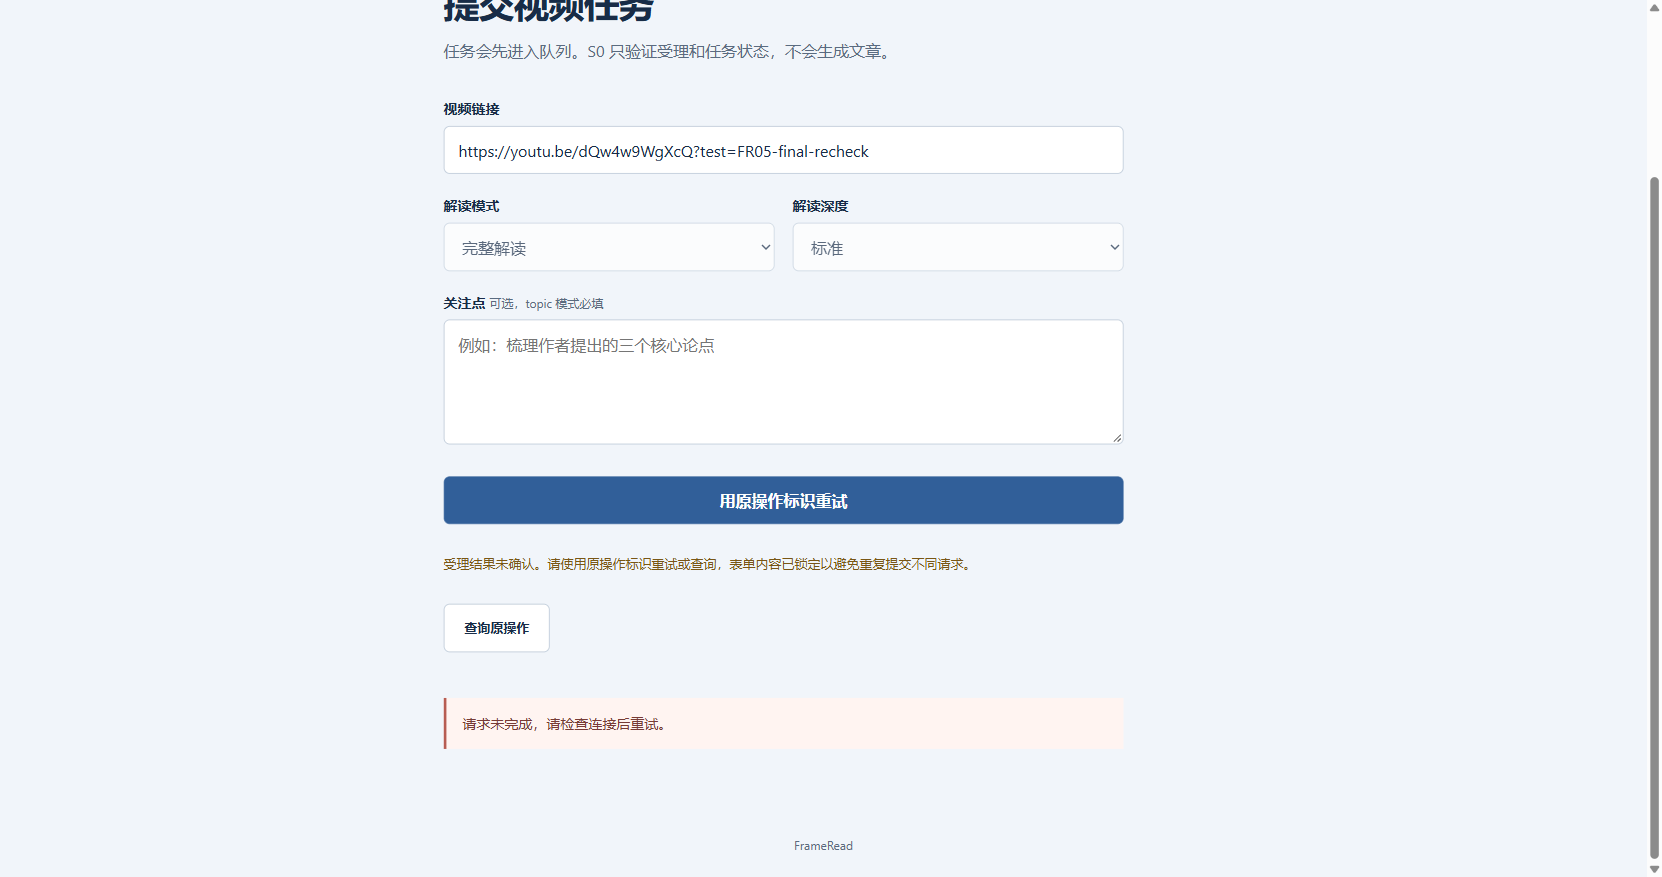 提交视频任务
任务会先进入队列。S0 只验证受理和任务状态，不会生成文章。
视频链接
https://youtu.be/dQw4w9WgXcQ?test=FR05-final-recheck
解读模式
解读深度
完整解读
标准
关注点 可选，topic 模式必填
例如：梳理作者提出的三个核心论点
用原操作标识重试
受理结果未确认。请使用原操作标识重试或查询，表单内容已锁定以避免重复提交不同请求。
查询原操作
请求未完成，请检查连接后重试。
FrameRead